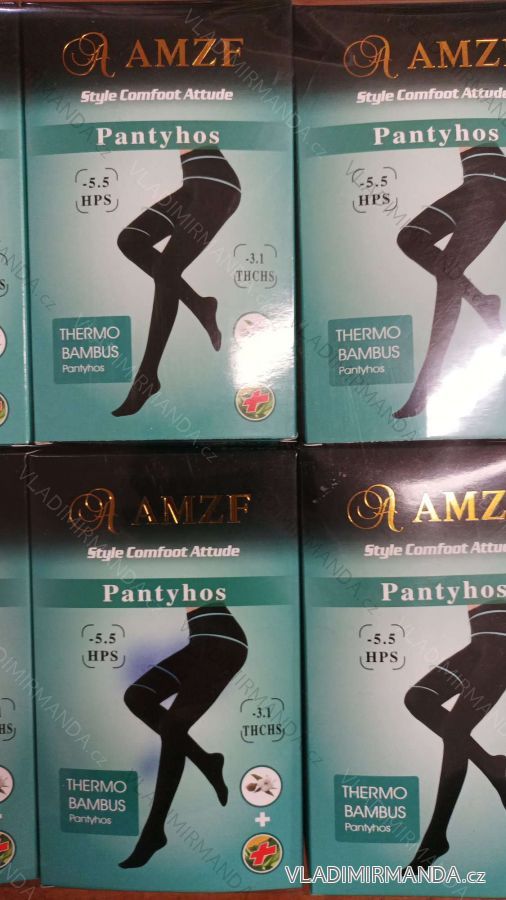 AMZF
AMZF
Style Comfoot Attude
Style Comfoot Attude
Pantyhos
Pantyhos
-5.5
HPS
-5.5
HPS
-3.1
THCHS
THERMO
BAMBUS
Pantyhos
THERMO
BAMBUS
Pantyhos
AMZF
AMZ
Style Comfoot Attude
Style Comfoot Attude
Pantyhos
Pantyhos
-5.5
HPS
-5.5
HPS
-3.1
THCHS
THCHS
THERMO
BAMBUS
Pantyhos
+
THERMO
BAMBUS
Pantyhos
VLADIMIRMANDA.cz